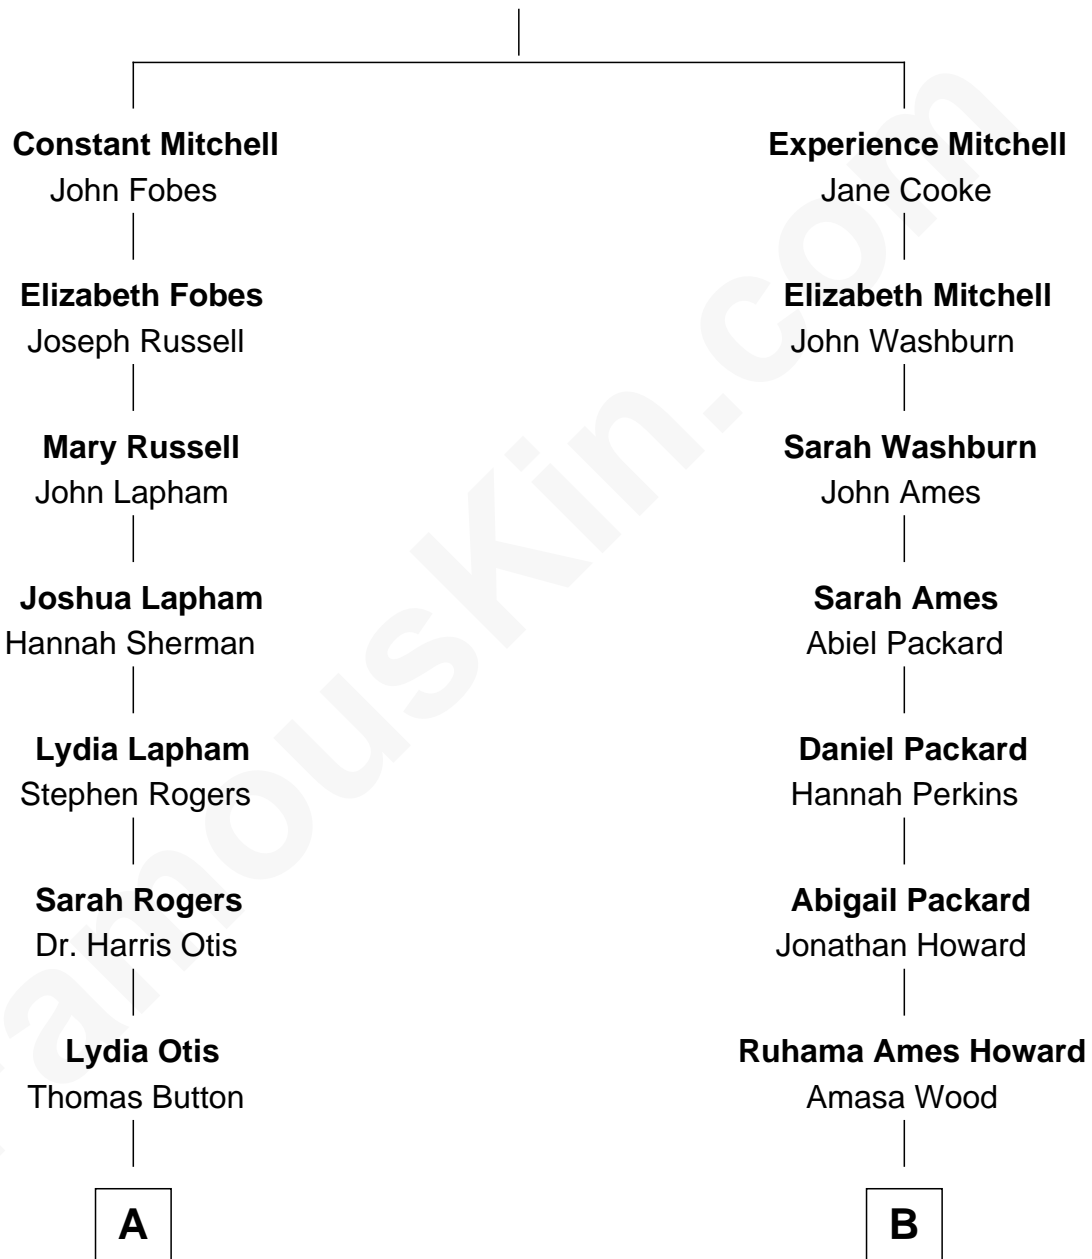 Constant Mitchell
John Fobes
Elizabeth Fobes
Joseph Russell
Mary Russell
John Lapham
Joshua Lapham
Hannah Sherman
Lydia Lapham
Stephen Rogers
Sarah Rogers
Dr. Harris Otis
Lydia Otis
Thomas Button
A
Experience Mitchell
Jane Cooke
Elizabeth Mitchell
John Washburn
Sarah Washburn
John Ames
Sarah Ames
Abiel Packard
Daniel Packard
Hannah Perkins
Abigail Packard
Jonathan Howard
Ruhama Ames Howard
Amasa Wood
B
famouskin.com